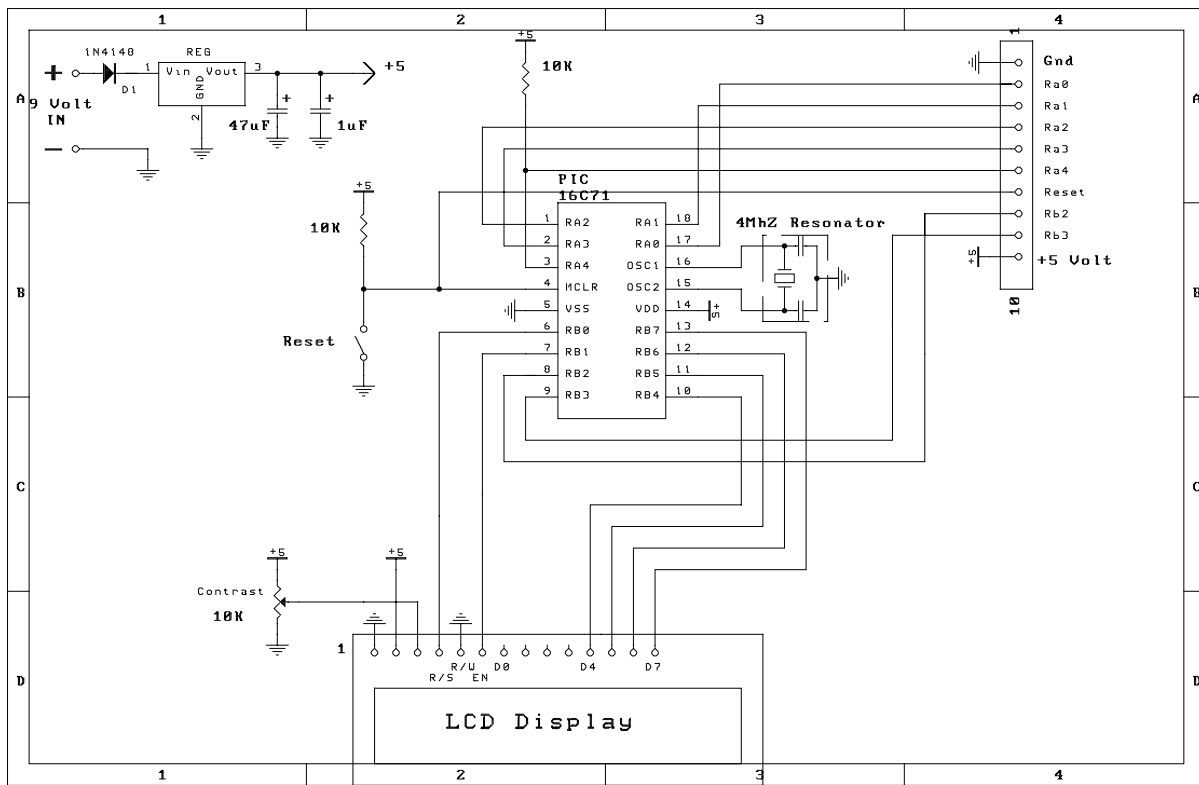 1 2 3 4
A A
B B
C C
D D
1 2 3 4
1N4148
D1
+
9 Volt
IN
−
REG
1 Vin Vout 3
GND
2
+5
+
47uF
+
1uF
+5
10K
+5
10K
Reset
PIC
16C71
1 RA2 RA1 18
2 RA3 RA0 17
3 RA4 OSC1 16
4 MCLR OSC2 15
5 VSS VDD 14
6 RB0 RB7 13
7 RB1 RB6 12
8 RB2 RB5 11
9 RB3 RB4 10
+5
4MhZ Resonator
1
Gnd
Ra0
Ra1
Ra2
Ra3
Ra4
Reset
Rb2
Rb3
+5
+5 Volt
10
+5
Contrast
10K
+5
1
R/W D0 D4 D7
R/S EN
LCD Display